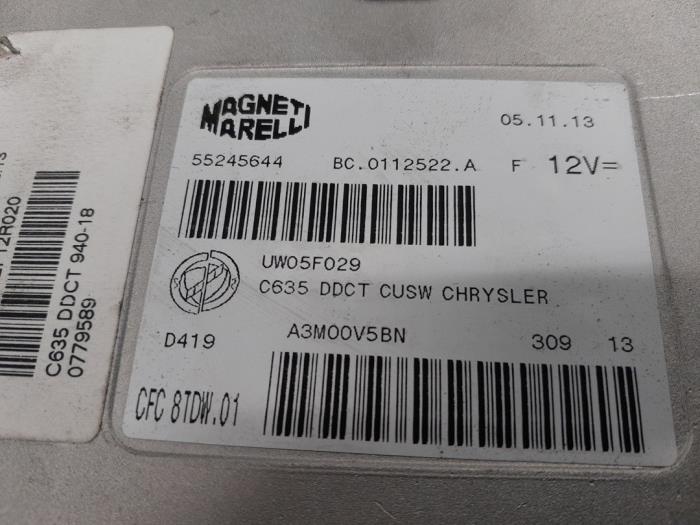 MAGNETI
MARELLI
05.11.13
55245644 BC.0112522.A F 12V=
UW05F029
C635 DDCT CUSW CHRYSLER
D419 A3M00V5BN 309 13
CFC 8TDW.01
12R020
C635 DDCT 940-18
0779589